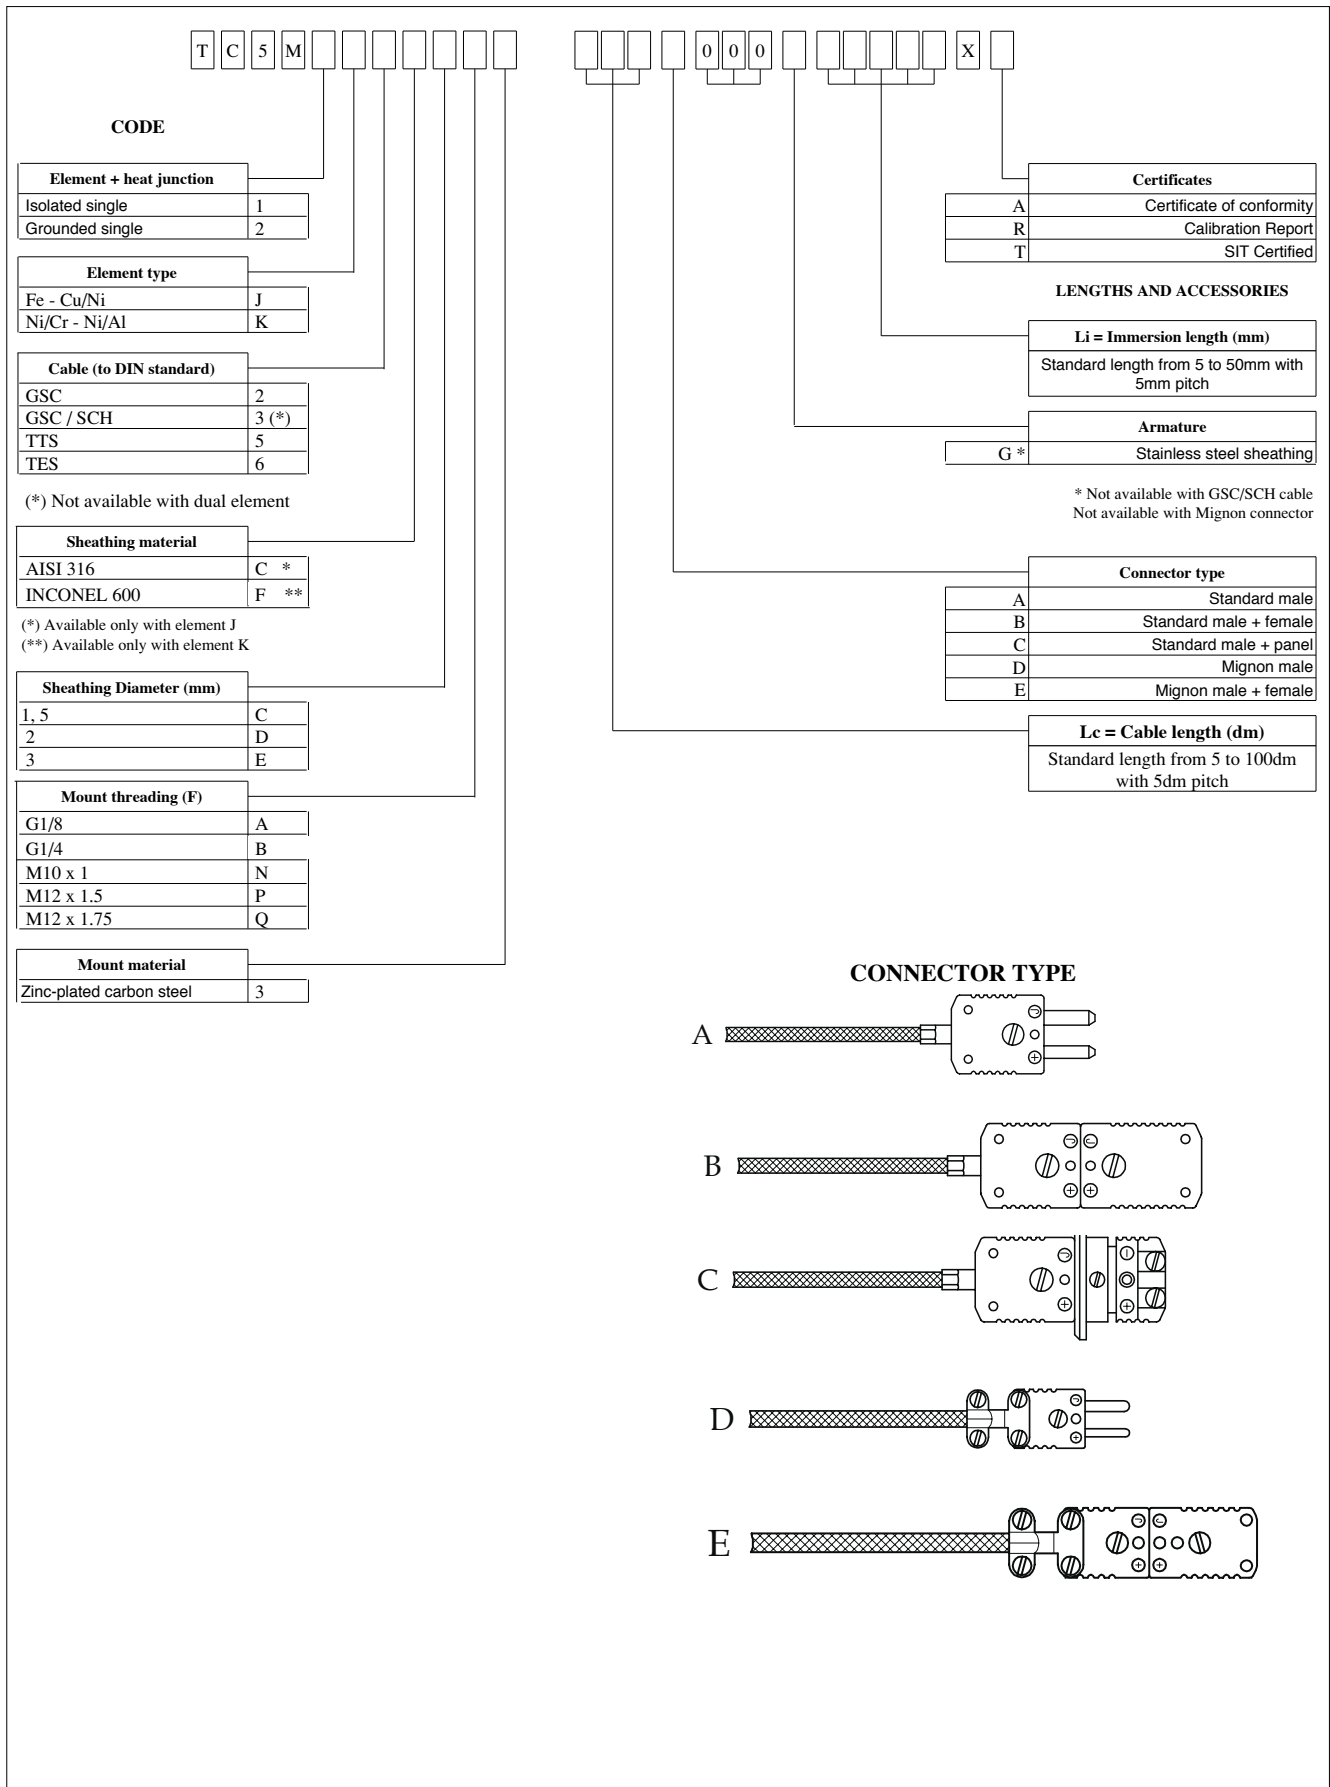 T C 5 M 0 0 0 X
CODE
Element + heat junction
Isolated single 1
Grounded single 2
Element type
Fe - Cu/Ni J
Ni/Cr - Ni/Al K
Cable (to DIN standard)
GSC 2
GSC / SCH 3 (*)
TTS 5
TES 6
(*) Not available with dual element
Sheathing material
AISI 316 C *
INCONEL 600 F **
(*) Available only with element J
(**) Available only with element K
Sheathing Diameter (mm)
1, 5 C
2 D
3 E
Mount threading (F)
G1/8 A
G1/4 B
M10 x 1 N
M12 x 1.5 P
M12 x 1.75 Q
Mount material
Zinc-plated carbon steel 3
Certificates
A Certificate of conformity
R Calibration Report
T SIT Certified
LENGTHS AND ACCESSORIES
Li = Immersion length (mm)
Standard length from 5 to 50mm with
5mm pitch
Armature
G * Stainless steel sheathing
* Not available with GSC/SCH cable
Not available with Mignon connector
Connector type
A Standard male
B Standard male + female
C Standard male + panel
D Mignon male
E Mignon male + female
Lc = Cable length (dm)
Standard length from 5 to 100dm
with 5dm pitch
CONNECTOR TYPE
A
J
+
B
J J
+ +
C
J −
+ +
D
J
+
E
J J
+ +